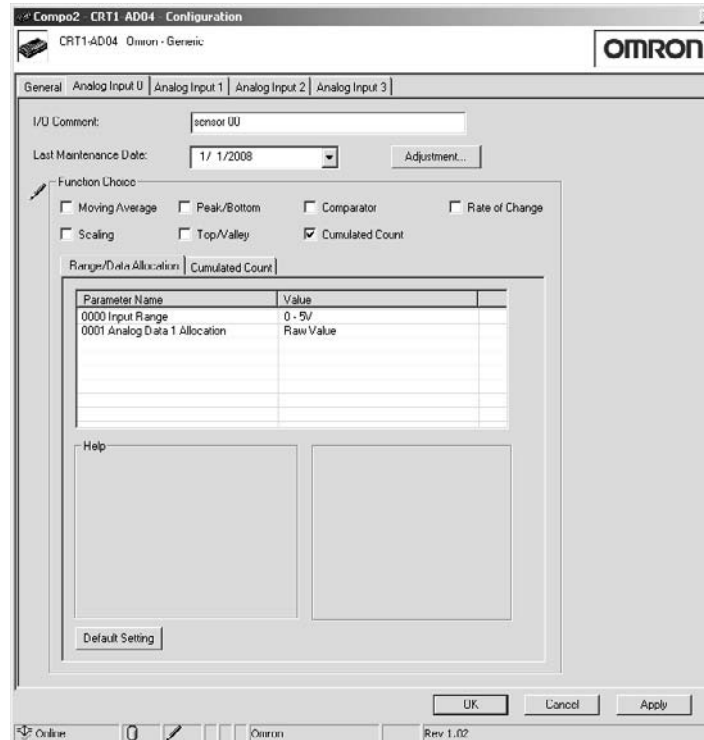 Compo2 - CRT1-AD04 - Configuration
CRT1-AD04 Omron - Generic
OMRON
General Analog Input 0 Analog Input 1 Analog Input 2 Analog Input 3
I/O Comment: sensor 00
Last Maintenance Date: 1/ 1/2008 Adjustment...
Function Choice
Moving Average Peak/Bottom Comparator Rate of Change
Scaling Top/Valley Cumulated Count
Range/Data Allocation Cumulated Count
Parameter Name Value
0000 Input Range 0 - 5V
0001 Analog Data 1 Allocation Raw Value
Help
Default Setting
OK Cancel Apply
Online Omron Rev 1.02